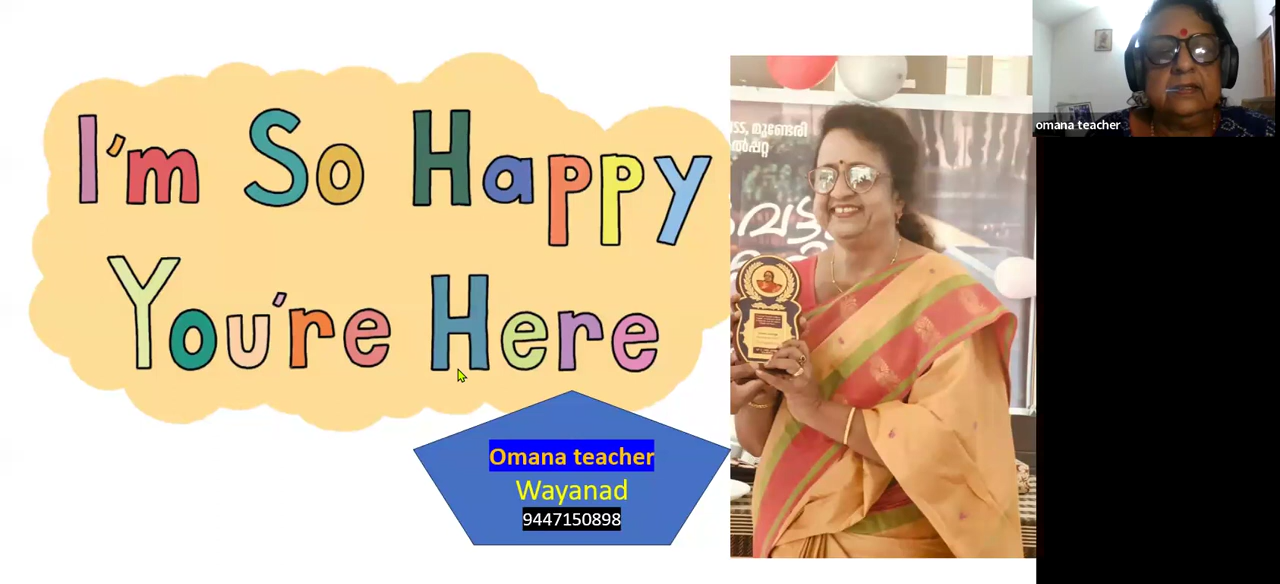 I'm So Happy
You're Here
Omana teacher
Wayanad
9447150898
മുണ്ടേരി
omana teacher